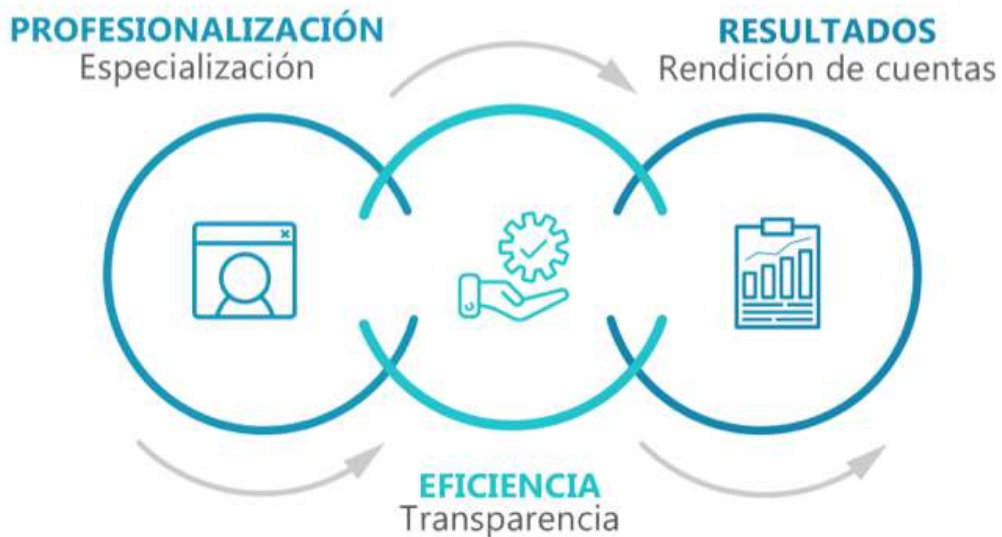 PROFESIONALIZACIÓN
Especialización
RESULTADOS
Rendición de cuentas
EFICIENCIA
Transparencia